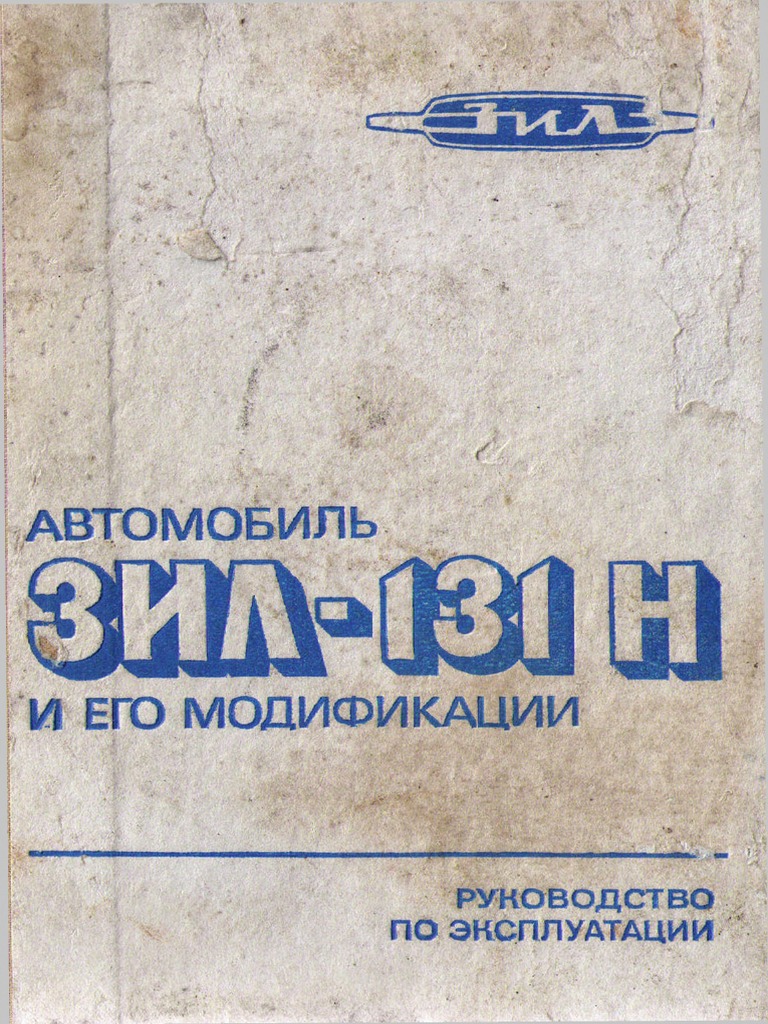 ЗИЛ
АВТОМОБИЛЬ
ЗИЛ-131 Н
И ЕГО МОДИФИКАЦИИ
РУКОВОДСТВО
ПО ЭКСПЛУАТАЦИИ